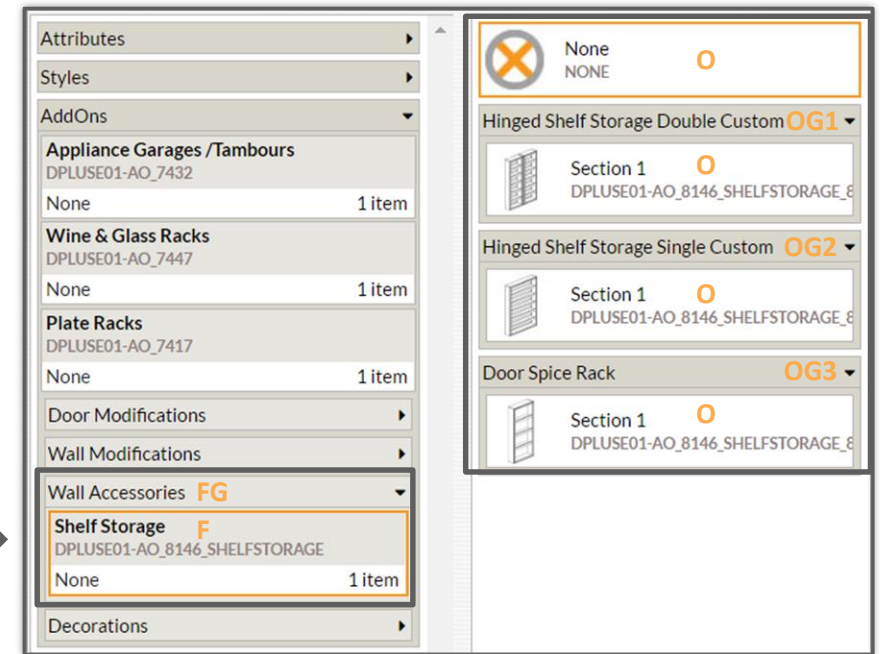 Attributes
Styles
AddOns
Appliance Garages /Tambours
DPLUSE01-AO_7432
None 1 item
Wine & Glass Racks
DPLUSE01-AO_7447
None 1 item
Plate Racks
DPLUSE01-AO_7417
None 1 item
Door Modifications
Wall Modifications
Wall Accessories FG
Shelf Storage F
DPLUSE01-AO_8146_SHELFSTORAGE
None 1 item
Decorations
None O
NONE
Hinged Shelf Storage Double Custom OG1
Section 1 O
DPLUSE01-AO_8146_SHELFSTORAGE_8
Hinged Shelf Storage Single Custom OG2
Section 1 O
DPLUSE01-AO_8146_SHELFSTORAGE_8
Door Spice Rack OG3
Section 1 O
DPLUSE01-AO_8146_SHELFSTORAGE_8